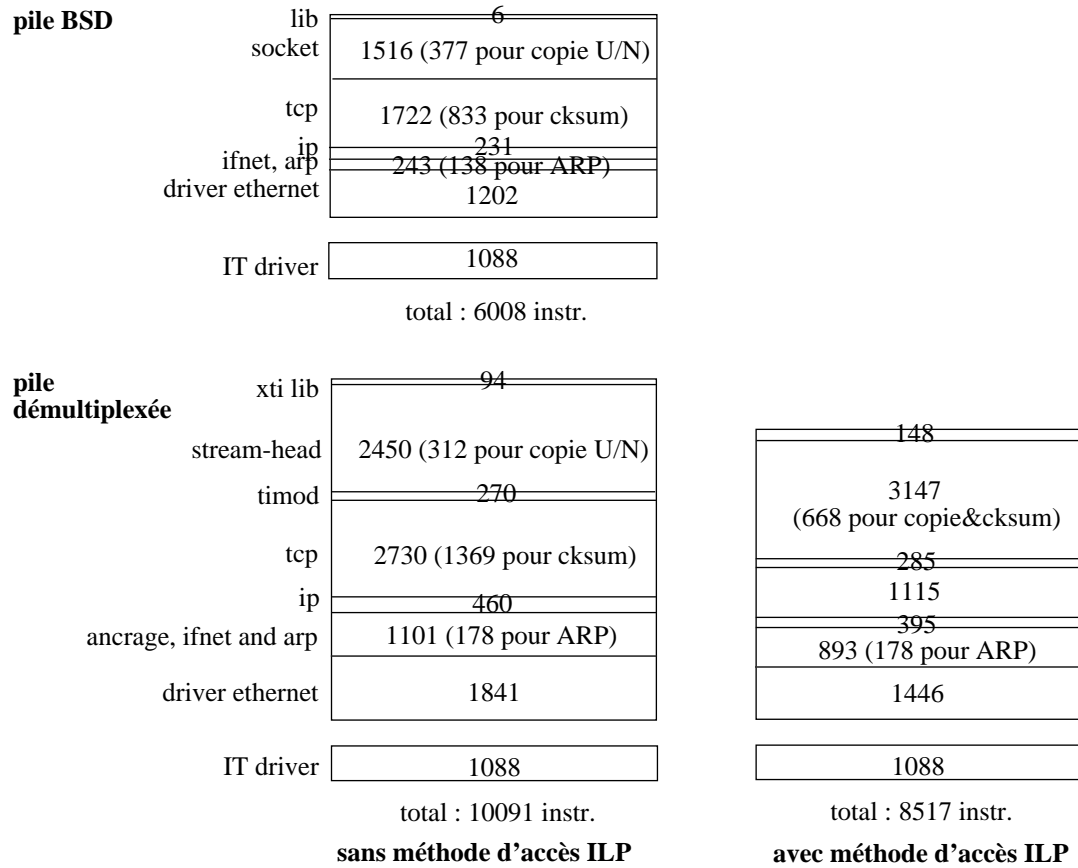 pile BSD
lib 6
socket 1516 (377 pour copie U/N)
tcp 1722 (833 pour cksum)
ip 231
ifnet, arp 243 (138 pour ARP)
driver ethernet 1202
IT driver 1088
total : 6008 instr.
pile
démultiplexée
xti lib 94
stream-head 2450 (312 pour copie U/N)
timod 270
tcp 2730 (1369 pour cksum)
ip 460
ancrage, ifnet and arp 1101 (178 pour ARP)
driver ethernet 1841
IT driver 1088
total : 10091 instr.
sans méthode d'accès ILP
148
3147
(668 pour copie&cksum)
285
1115
395
893 (178 pour ARP)
1446
1088
total : 8517 instr.
avec méthode d'accès ILP